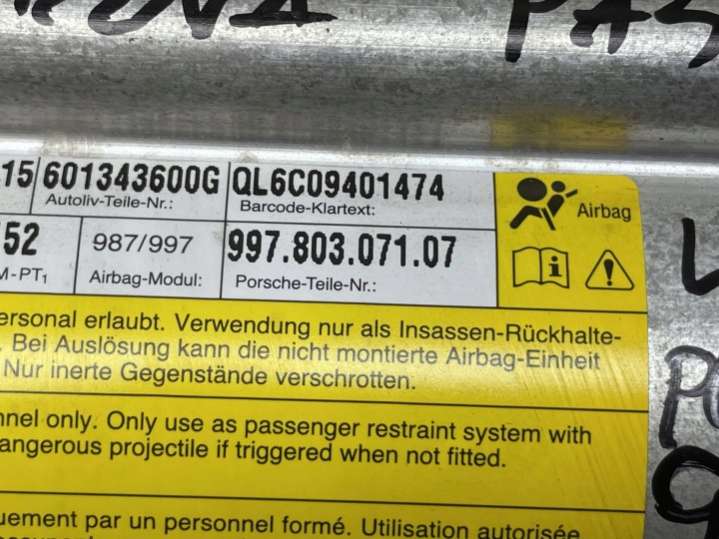 PAS
15 601343600G QL6C09401474
Autoliv-Teile-Nr.: Barcode-Klartext:
Airbag
52 987/997 997.803.071.07
M-PT1 Airbag-Modul: Porsche-Teile-Nr.:
ersonal erlaubt. Verwendung nur als Insassen-Rückhalte-
. Bei Auslösung kann die nicht montierte Airbag-Einheit
Nur inerte Gegenstände verschrotten.
nnel only. Only use as passenger restraint system with
angerous projectile if triggered when not fitted.
uement par un personnel formé. Utilisation autorisée